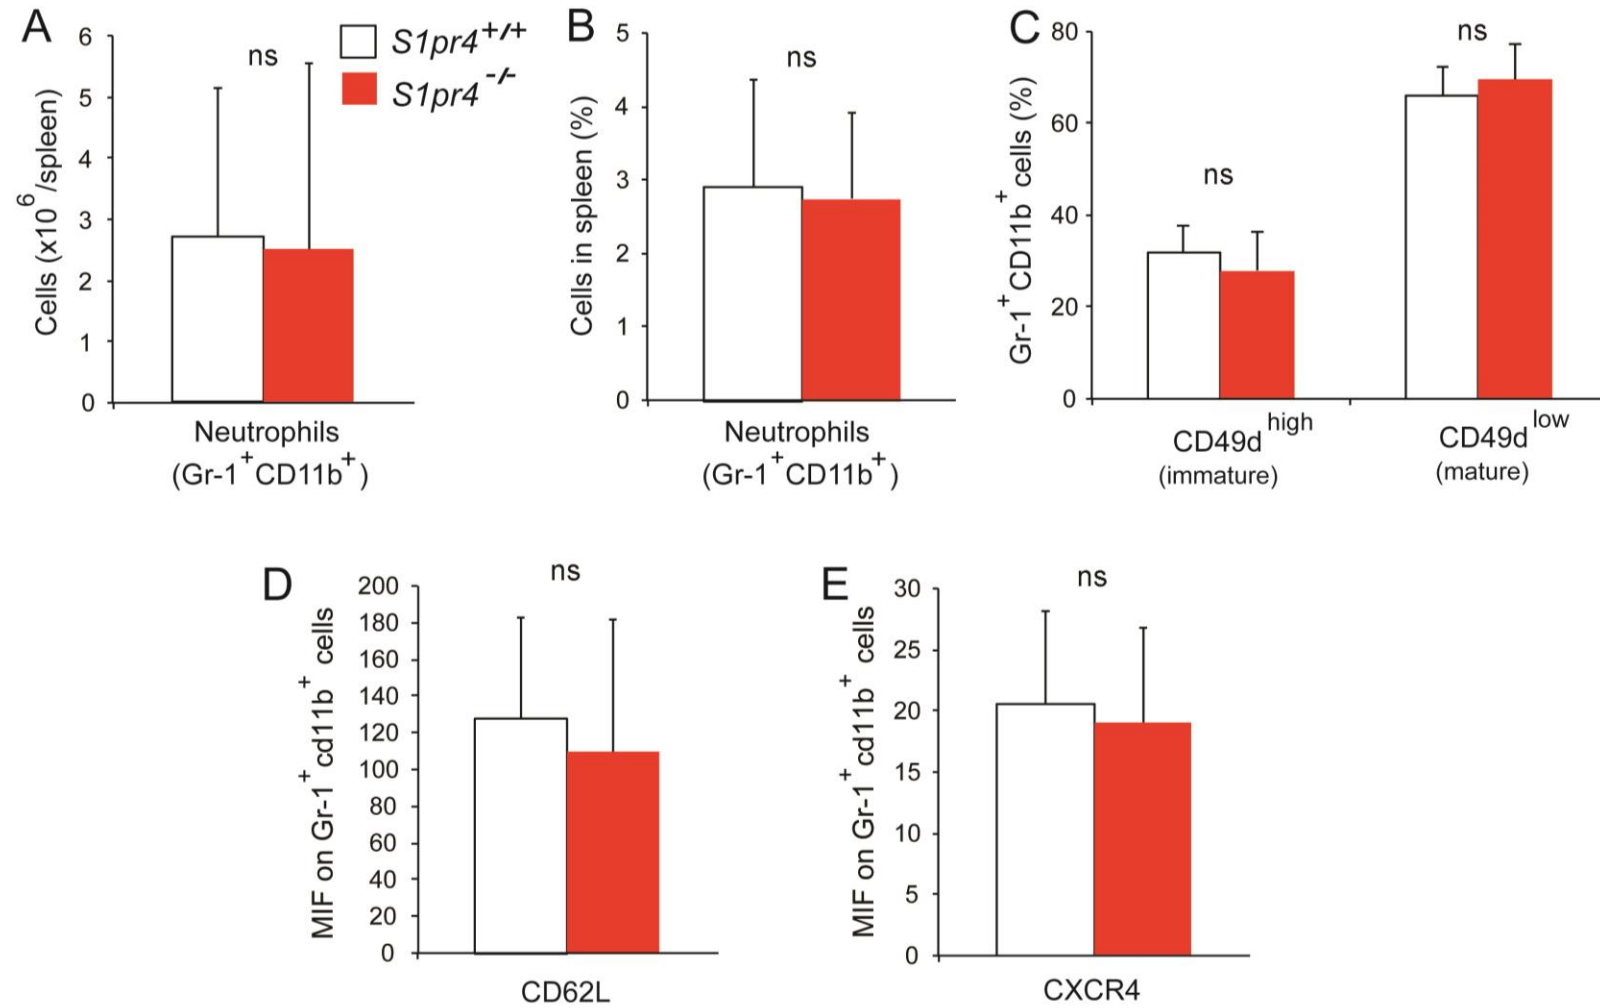 A
6
5
4
3
2
1
0
Cells (x10^6/spleen)
ns
S1pr4+/+
S1pr4-/-
Neutrophils
(Gr-1+CD11b+)
B
5
4
3
2
1
0
Cells in spleen (%)
ns
Neutrophils
(Gr-1+CD11b+)
C
80
60
40
20
0
Gr-1+CD11b+ cells (%)
ns
ns
CD49d high
(immature)
CD49d low
(mature)
D
200
180
160
140
120
100
80
60
40
20
0
MIF on Gr-1+cd11b+ cells
ns
CD62L
E
30
25
20
15
10
5
0
MIF on Gr-1+cd11b+ cells
ns
CXCR4